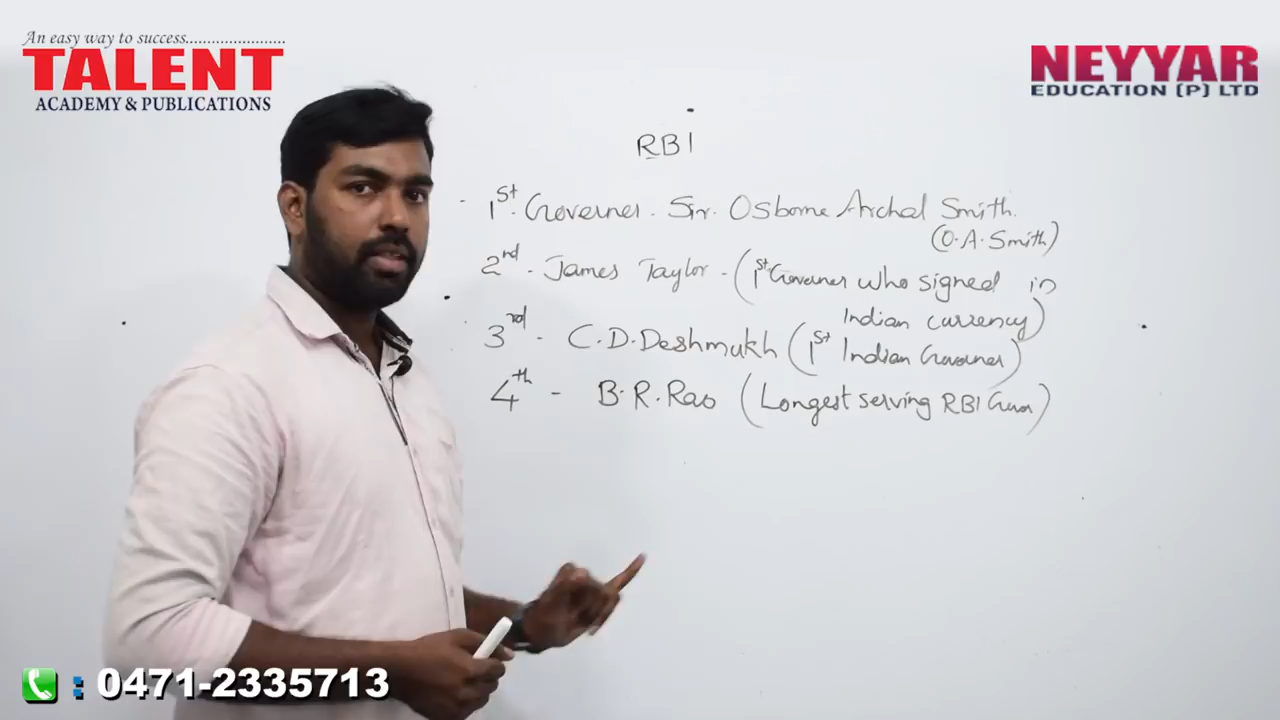 An easy way to success........................
TALENT
ACADEMY & PUBLICATIONS
NEYYAR
EDUCATION (P) LTD
RBI
1st Governer. Sir. Osborne Archal Smith.
(O.A. Smith)
2nd - James Taylor - (1st Governer who signed in
Indian currency)
3rd - C.D. Deshmukh (1st Indian Governer)
4th - B.R. Rao (Longest serving RBI
: 0471-2335713